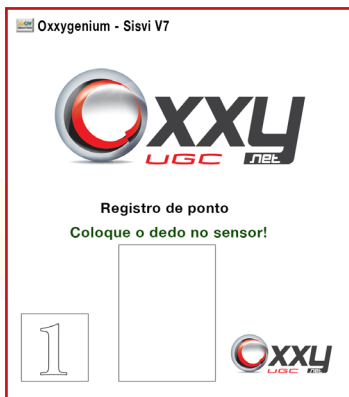 Oxxygenium - Sisvi V7
Oxxy
UGC .net
Registro de ponto
Coloque o dedo no sensor!
1
Oxxy
UGC .net